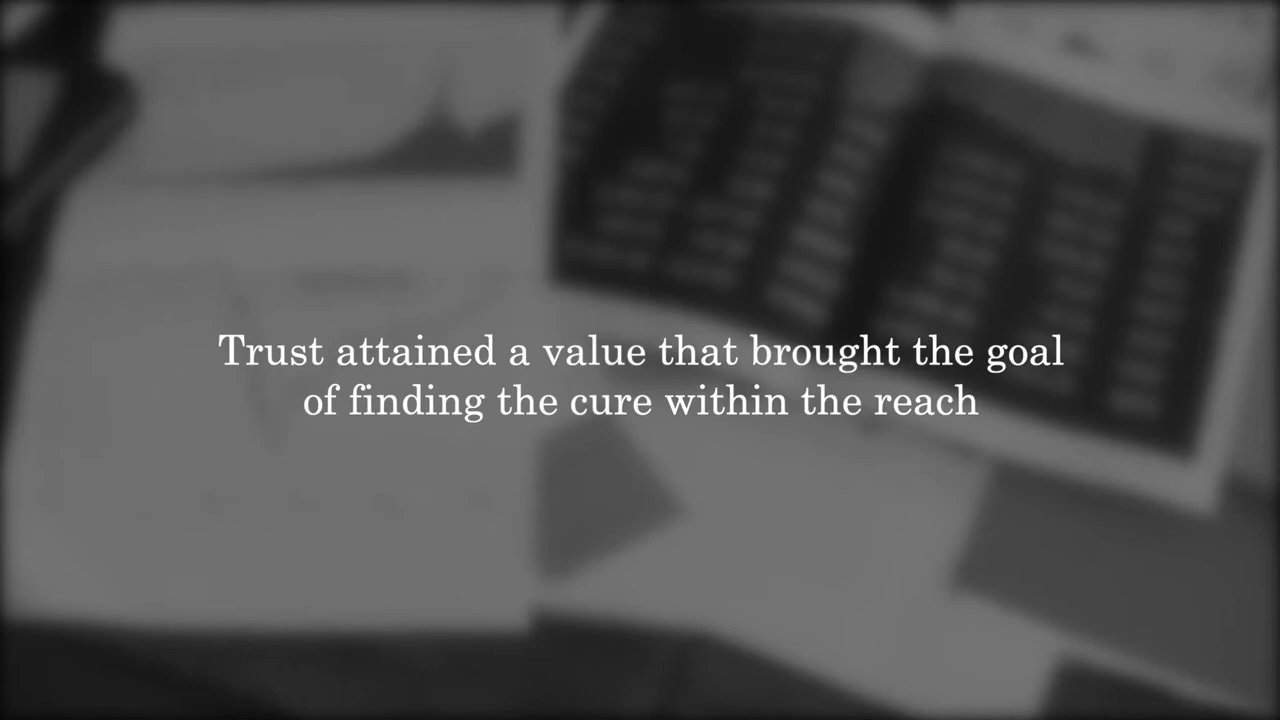 Trust attained a value that brought the goal
of finding the cure within the reach